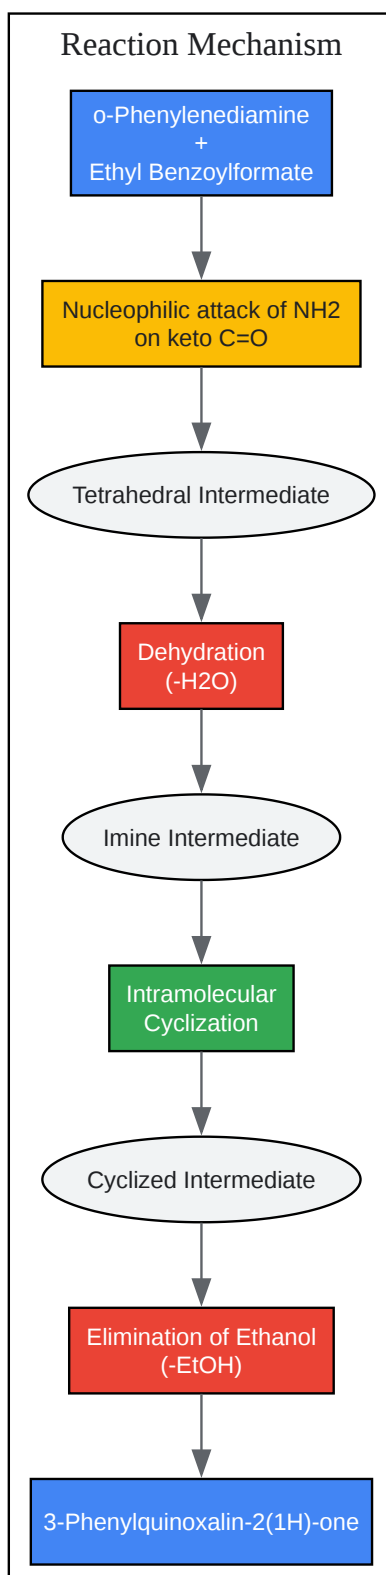 Reaction Mechanism
o-Phenylenediamine
+
Ethyl Benzoylformate
Nucleophilic attack of NH2
on keto C=O
Tetrahedral Intermediate
Dehydration
(-H2O)
Imine Intermediate
Intramolecular
Cyclization
Cyclized Intermediate
Elimination of Ethanol
(-EtOH)
3-Phenylquinoxalin-2(1H)-one